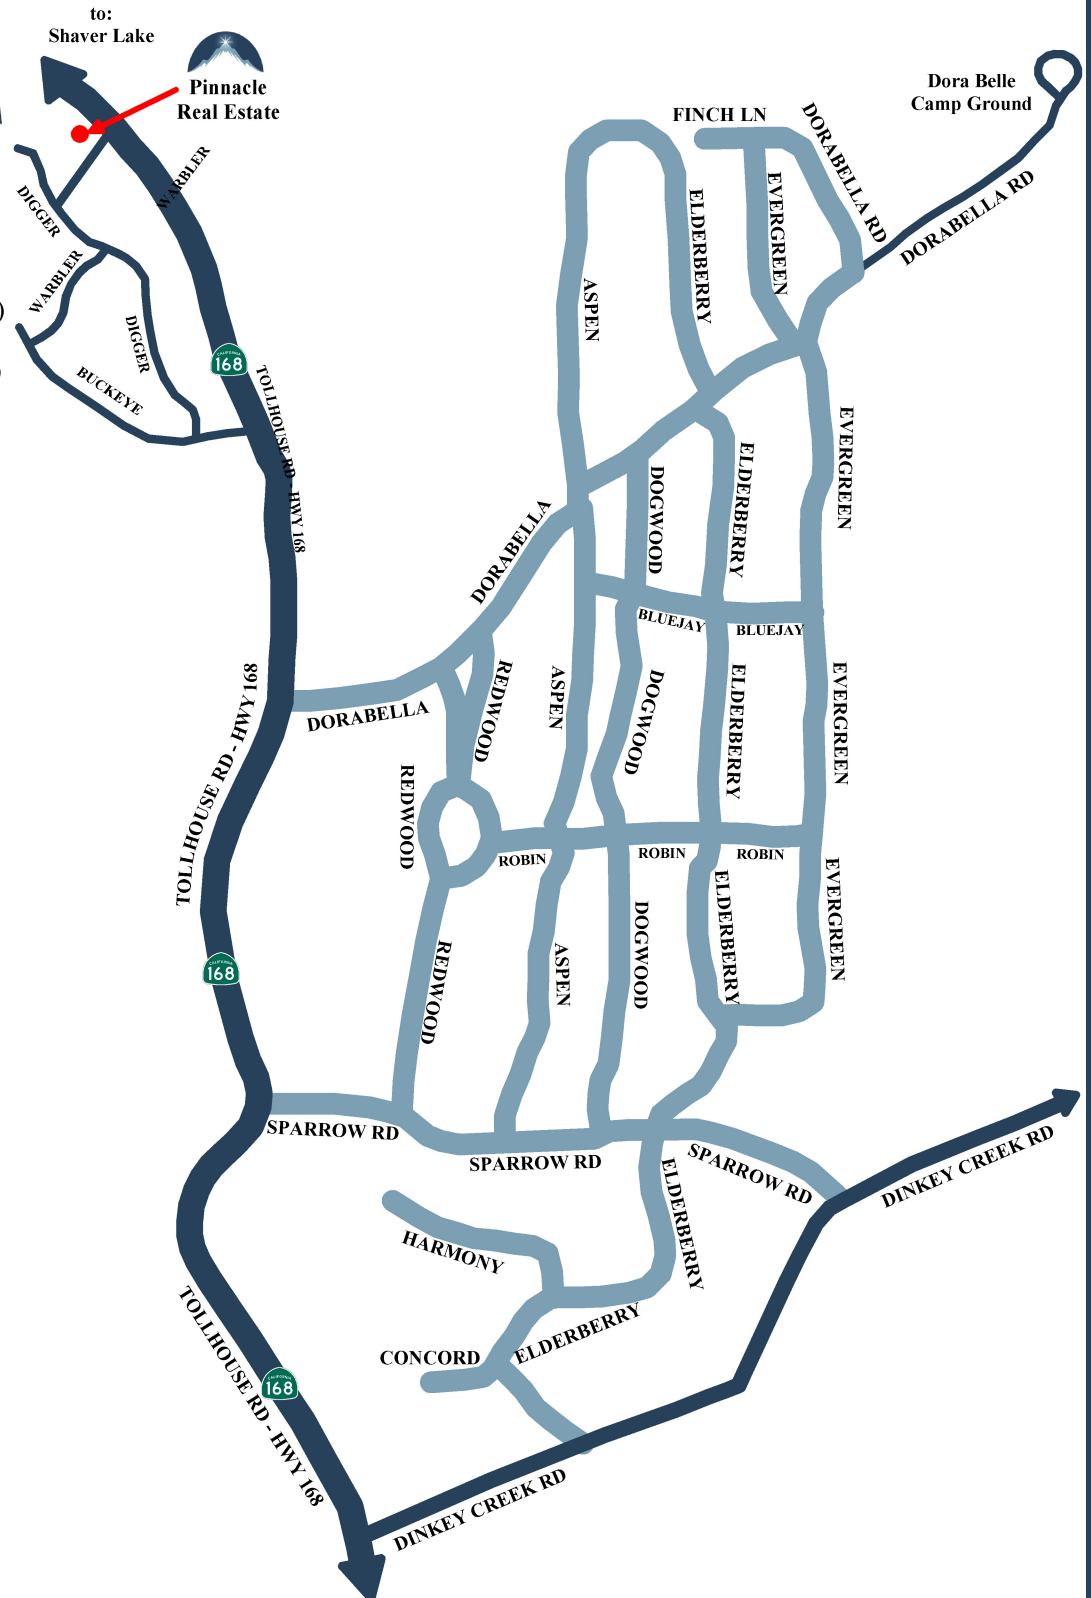 to:
Shaver Lake
Pinnacle
Real Estate
Dora Belle
Camp Ground
FINCH LN
DORABELLA RD
DORABELLA RD
WARBLER
DIGGER
WARBLER
DIGGER
BUCKEYE
CALIFORNIA
168
TOLLHOUSE RD - HWY 168
ELDERBERRY
EVERGREEN
ASPEN
EVERGREEN
ELDERBERRY
DOGWOOD
DORABELLA
BLUEJAY
BLUEJAY
DORABELLA
REDWOOD
ASPEN
DOGWOOD
ELDERBERRY
EVERGREEN
TOLLHOUSE RD - HWY 168
REDWOOD
ROBIN
ROBIN
ROBIN
EVERGREEN
ELDERBERRY
DOGWOOD
ASPEN
REDWOOD
CALIFORNIA
168
SPARROW RD
SPARROW RD
SPARROW RD
DINKEY CREEK RD
ELDERBERRY
HARMONY
ELDERBERRY
CONCORD
CALIFORNIA
168
TOLLHOUSE RD - HWY 168
DINKEY CREEK RD